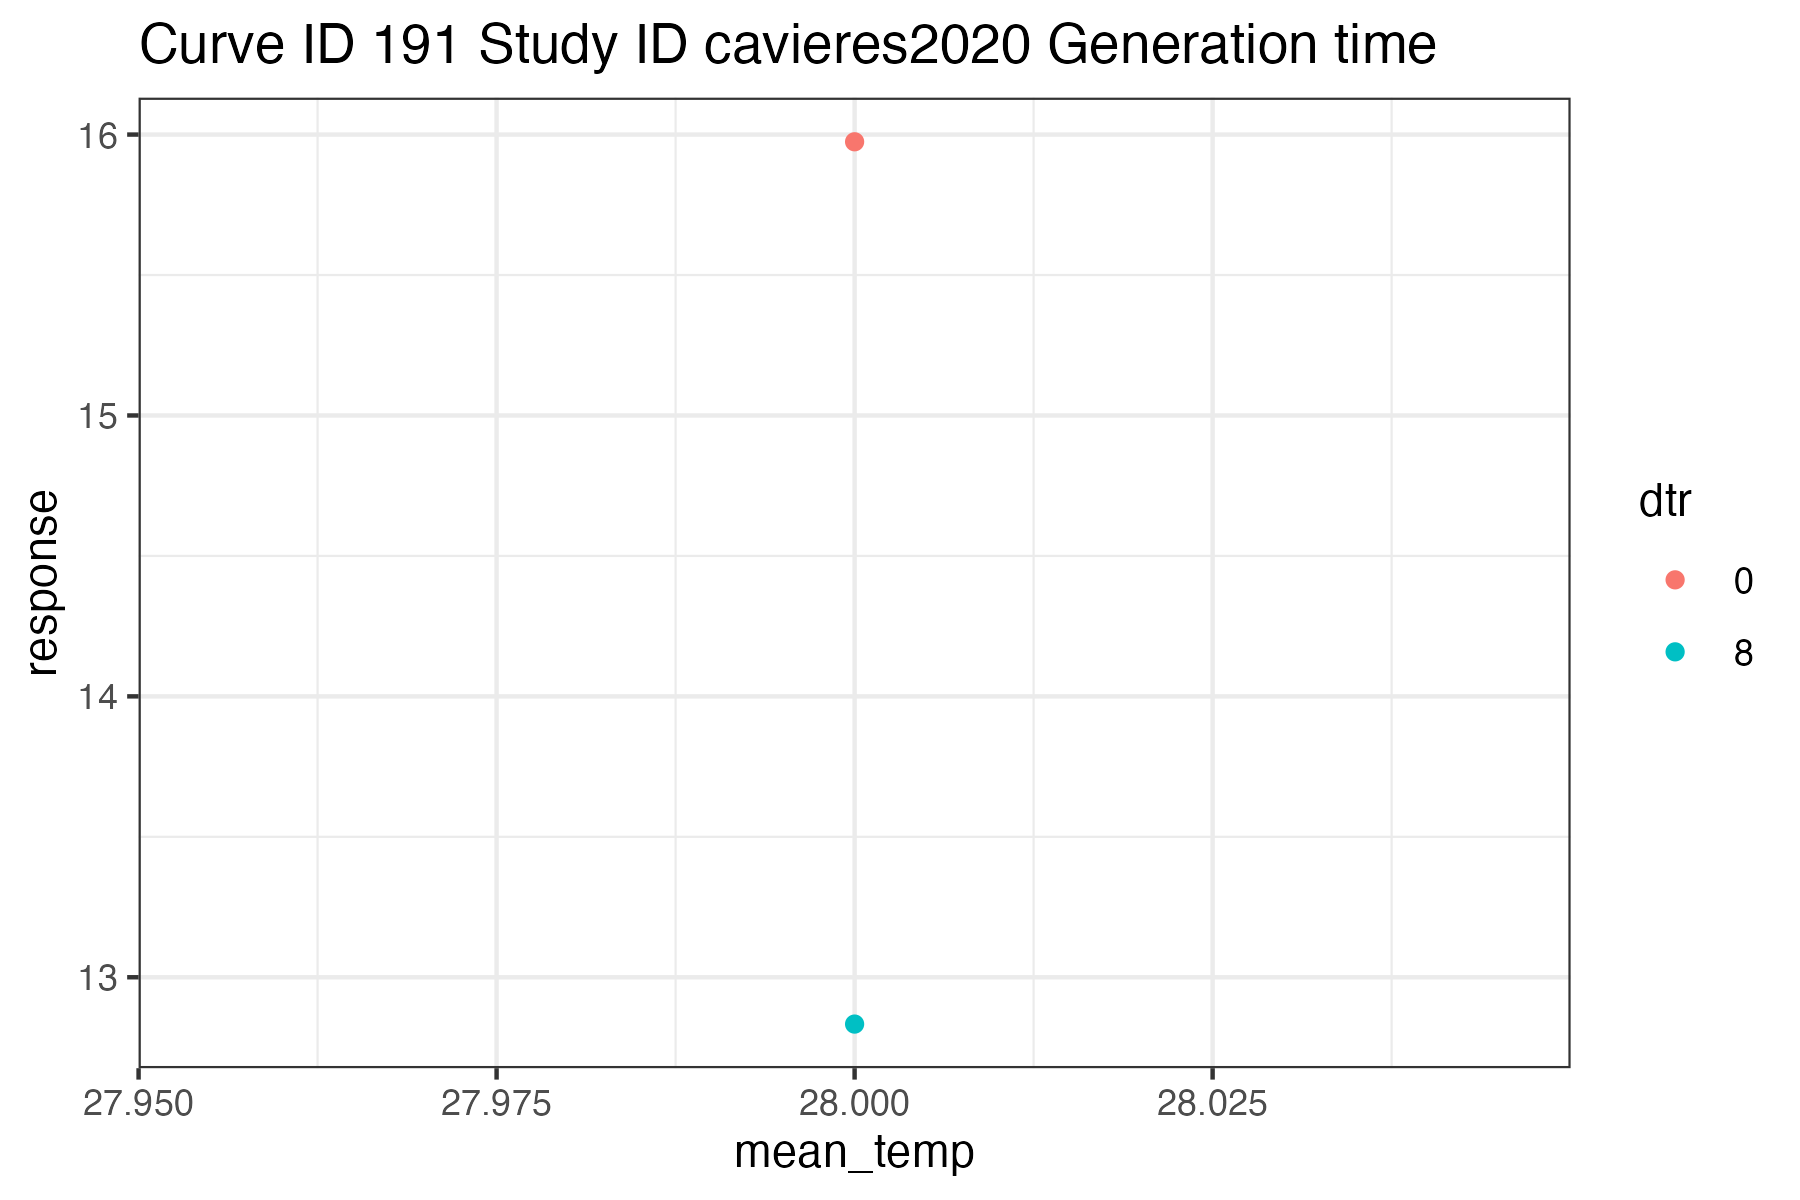 Curve ID 191 Study ID cavieres2020 Generation time
16
15
14
13
response
27.950 27.975 28.000 28.025
mean_temp
dtr
0
8